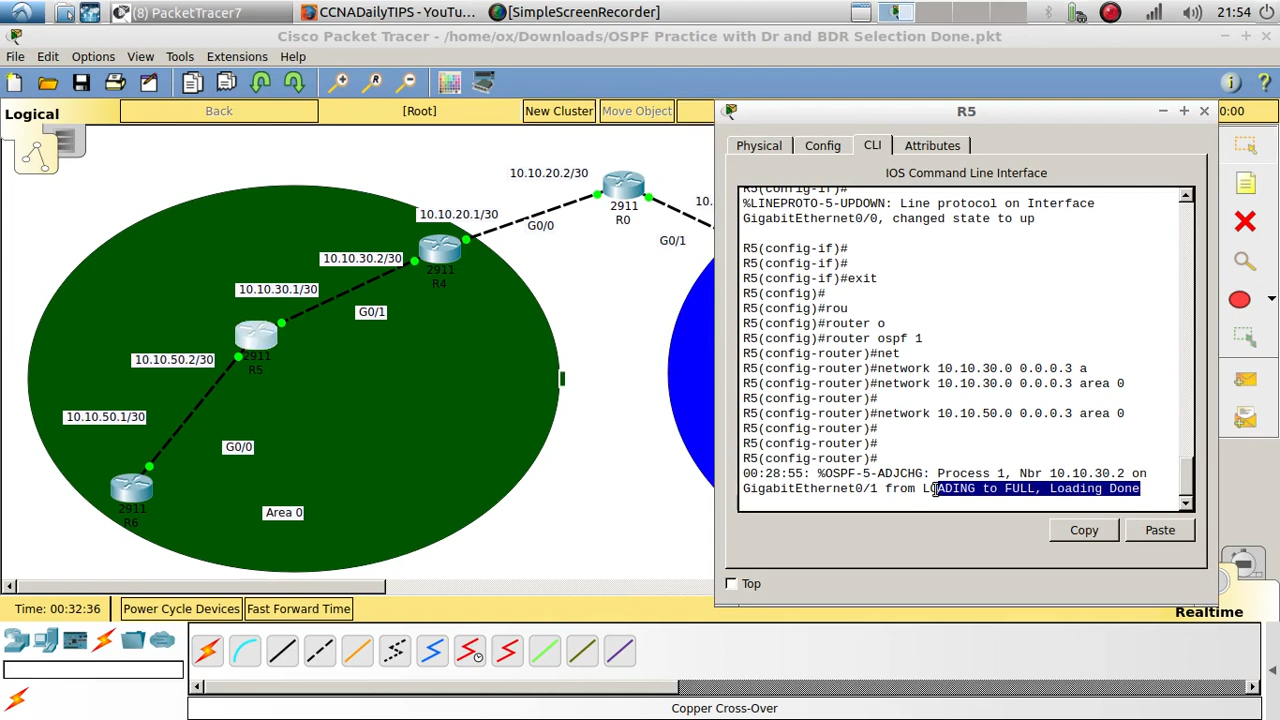 (8) PacketTracer7
CCNADailyTIPS - YouTu...
[SimpleScreenRecorder]
21:54
Cisco Packet Tracer - /home/ox/Downloads/OSPF Practice with Dr and BDR Selection Done.pkt
File Edit Options View Tools Extensions Help
Logical
Back
[Root]
New Cluster
Move Object
0:00
R5
Physical Config CLI Attributes
IOS Command Line Interface
R5(config-if)#
%LINEPROTO-5-UPDOWN: Line protocol on Interface
GigabitEthernet0/0, changed state to up
R5(config-if)#
R5(config-if)#
R5(config-if)#exit
R5(config)#
R5(config)#rou
R5(config)#router o
R5(config)#router ospf 1
R5(config-router)#net
R5(config-router)#network 10.10.30.0 0.0.0.3 a
R5(config-router)#network 10.10.30.0 0.0.0.3 area 0
R5(config-router)#
R5(config-router)#network 10.10.50.0 0.0.0.3 area 0
R5(config-router)#
R5(config-router)#
R5(config-router)#
00:28:55: %OSPF-5-ADJCHG: Process 1, Nbr 10.10.30.2 on
GigabitEthernet0/1 from LOADING to FULL, Loading Done
Copy
Paste
Top
10.10.20.2/30
2911
R0
10.
G0/1
G0/0
10.10.20.1/30
2911
R4
10.10.30.2/30
10.10.30.1/30
G0/1
2911
R5
10.10.50.2/30
10.10.50.1/30
G0/0
R6
Area 0
Time: 00:32:36
Power Cycle Devices
Fast Forward Time
Realtime
Copper Cross-Over